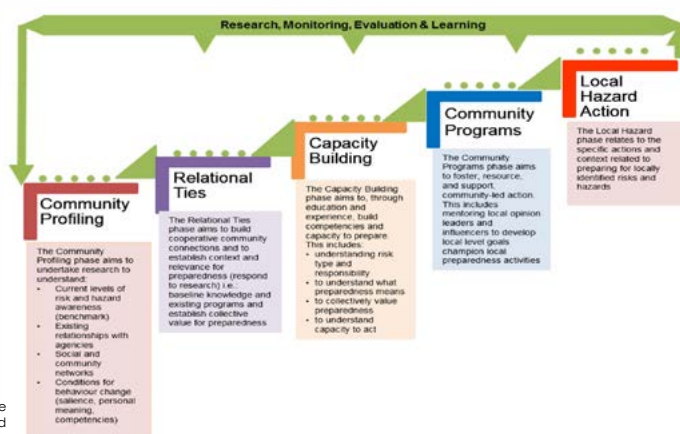 Research, Monitoring, Evaluation & Learning
Community
Profiling
The Community
Profiling phase aims to
undertake research to
understand:
• Current levels of
risk and hazard
awareness
(benchmark)
• Existing
relationships with
agencies
• Social and
community
networks
• Conditions for
behaviour change
(salience, personal
meaning,
competencies)
Relational
Ties
The Relational Ties
phase aims to build
cooperative community
connections and to
establish context and
relevance for
preparedness (respond
to research) i.e.:
baseline knowledge and
existing programs and
establish collective
value for preparedness
Capacity
Building
The Capacity Building
phase aims to, through
education and
experience, build
competencies and
capacity to prepare.
This includes:
• understanding risk
type and
responsibility
• to understand what
preparedness means
• to collectively value
preparedness
• to understand
capacity to act
Community
Programs
The Community
Programs phase aims
to foster, resource,
and support,
community-led action.
This includes
mentoring local opinion
leaders and
influencers to develop
local level goals
champion local
preparedness activities
Local
Hazard
Action
The Local Hazard
phase relates to the
specific actions and
context related to
preparing for locally
identified risks and
hazards